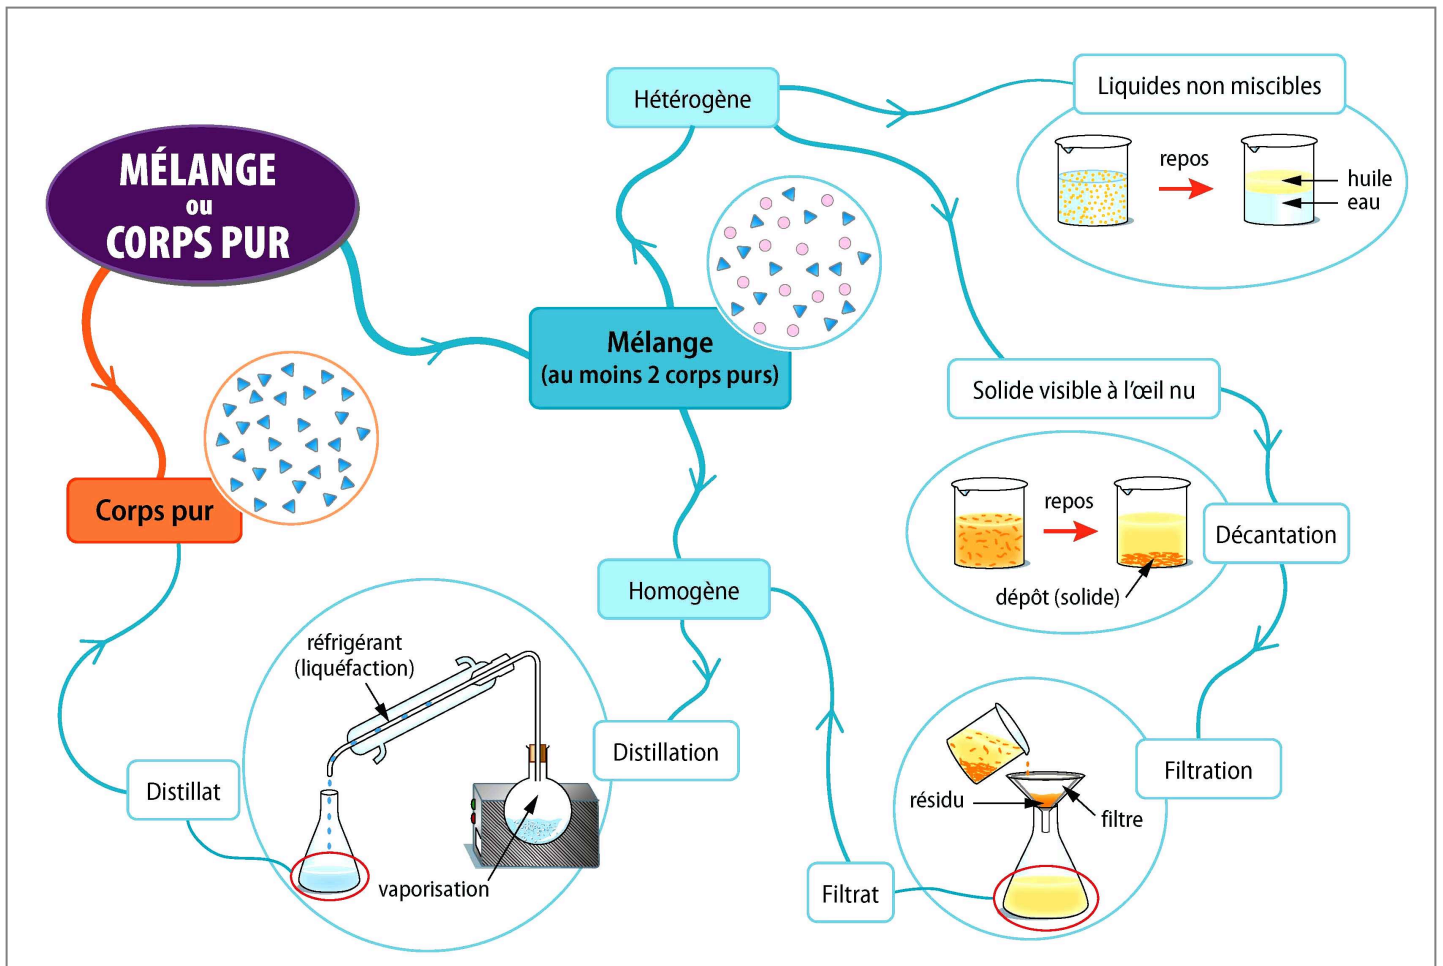 MÉLANGE
ou
CORPS PUR
Hétérogène
Liquides non miscibles
repos
huile
eau
Mélange
(au moins 2 corps purs)
Solide visible à l'œil nu
repos
dépôt (solide)
Décantation
Corps pur
Homogène
réfrigérant
(liquéfaction)
Distillation
vaporisation
Distillat
Filtration
résidu
filtre
Filtrat